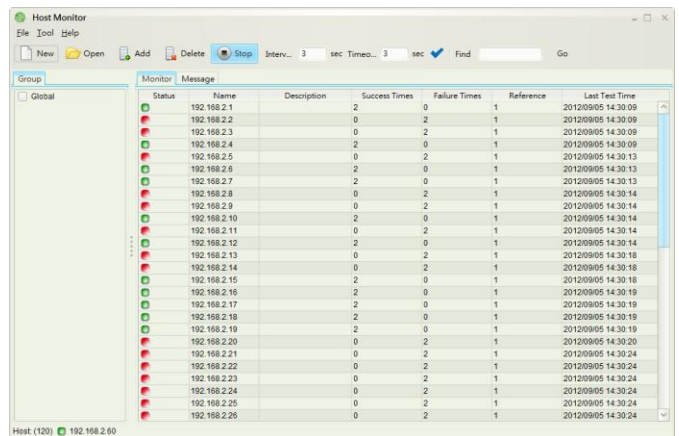 Host Monitor
File Tool Help
New Open Add Delete Stop Interv... 3 sec Timeo... 3 sec Find Go
Group Monitor Message
Global
Status Name Description Success Times Failure Times Reference Last Test Time
192.168.2.1 2 0 1 2012/09/05 14:30:09
192.168.2.2 0 2 1 2012/09/05 14:30:09
192.168.2.3 0 2 1 2012/09/05 14:30:09
192.168.2.4 2 0 1 2012/09/05 14:30:09
192.168.2.5 0 2 1 2012/09/05 14:30:13
192.168.2.6 2 0 1 2012/09/05 14:30:13
192.168.2.7 2 0 1 2012/09/05 14:30:13
192.168.2.8 0 2 1 2012/09/05 14:30:14
192.168.2.9 0 2 1 2012/09/05 14:30:14
192.168.2.10 2 0 1 2012/09/05 14:30:14
192.168.2.11 0 2 1 2012/09/05 14:30:14
192.168.2.12 2 0 1 2012/09/05 14:30:14
192.168.2.13 0 2 1 2012/09/05 14:30:18
192.168.2.14 0 2 1 2012/09/05 14:30:18
192.168.2.15 2 0 1 2012/09/05 14:30:18
192.168.2.16 2 0 1 2012/09/05 14:30:19
192.168.2.17 2 0 1 2012/09/05 14:30:19
192.168.2.18 2 0 1 2012/09/05 14:30:19
192.168.2.19 2 0 1 2012/09/05 14:30:19
192.168.2.20 0 2 1 2012/09/05 14:30:20
192.168.2.21 0 2 1 2012/09/05 14:30:24
192.168.2.22 0 2 1 2012/09/05 14:30:24
192.168.2.23 0 2 1 2012/09/05 14:30:24
192.168.2.24 0 2 1 2012/09/05 14:30:24
192.168.2.25 0 2 1 2012/09/05 14:30:24
192.168.2.26 0 2 1 2012/09/05 14:30:24
Host: (120) 192.168.2.60